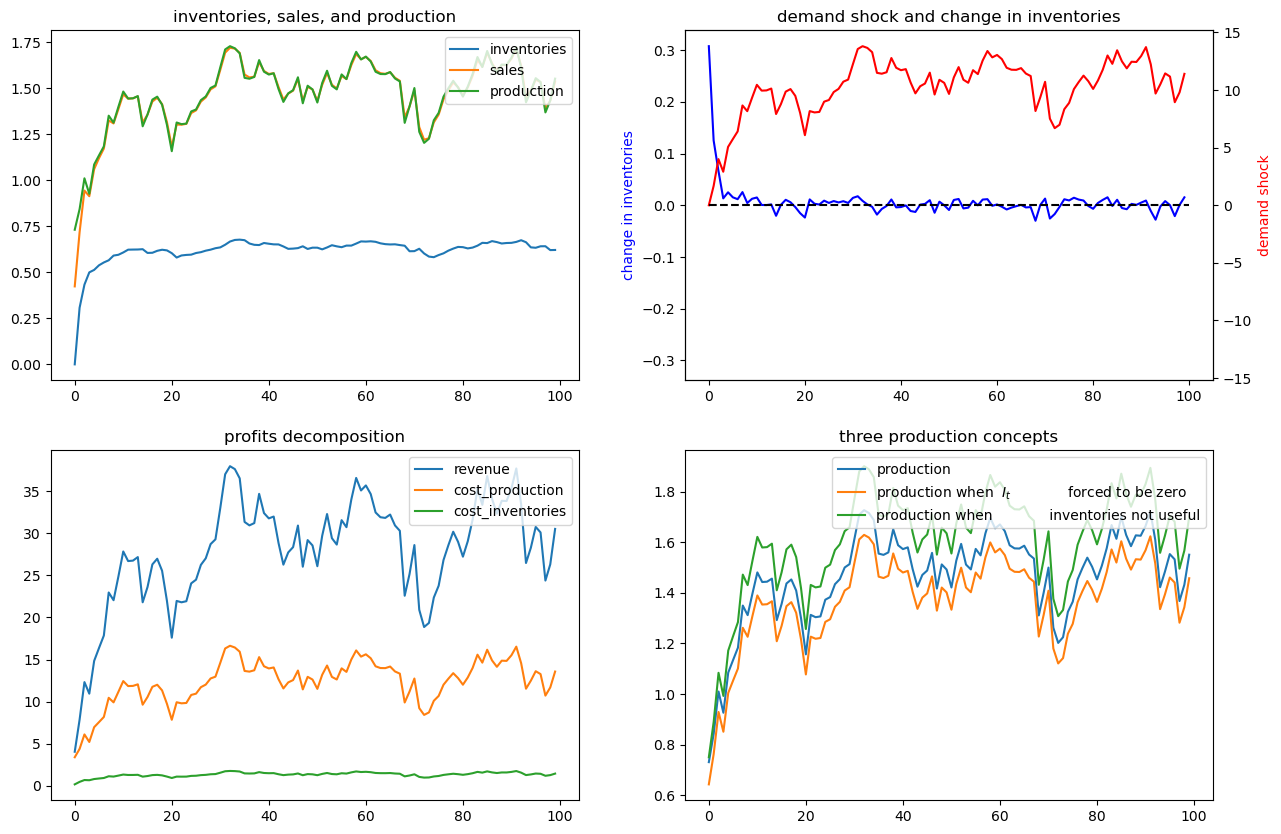 inventories, sales, and production
inventories
sales
production
1.75
1.50
1.25
1.00
0.75
0.50
0.25
0.00
0 20 40 60 80 100
demand shock and change in inventories
change in inventories
0.3
0.2
0.1
0.0
−0.1
−0.2
−0.3
15
10
5
0
−5
−10
−15
demand shock
0 20 40 60 80 100
profits decomposition
revenue
cost_production
cost_inventories
35
30
25
20
15
10
5
0
0 20 40 60 80 100
three production concepts
production
production when I_t forced to be zero
production when inventories not useful
1.8
1.6
1.4
1.2
1.0
0.8
0.6
0 20 40 60 80 100